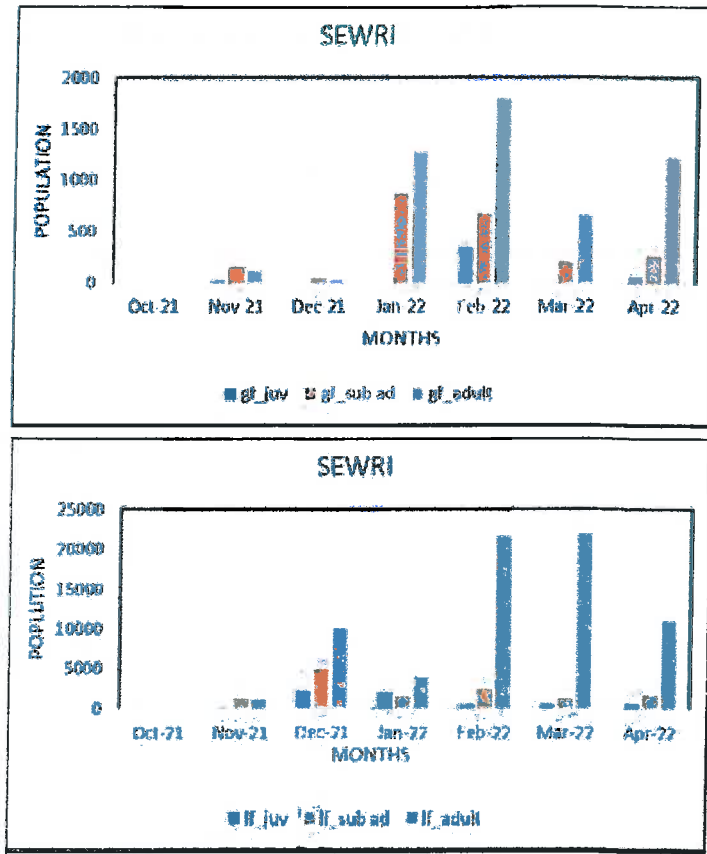 SEWRI
2000
1500
1000
500
0
POPULATION
Oct-21 Nov 21 Dec 21 Jan-22 Feb 22 Mar-22 Apr 22
MONTHS
gf_juv gf_sub ad gf_adult
SEWRI
25000
20000
15000
10000
5000
0
POPLUTION
Oct-21 Nov-21 Dec-21 Jan-22 Feb-22 Mar-22 Apr-22
MONTHS
lf_juv lf_sub ad lf_adult